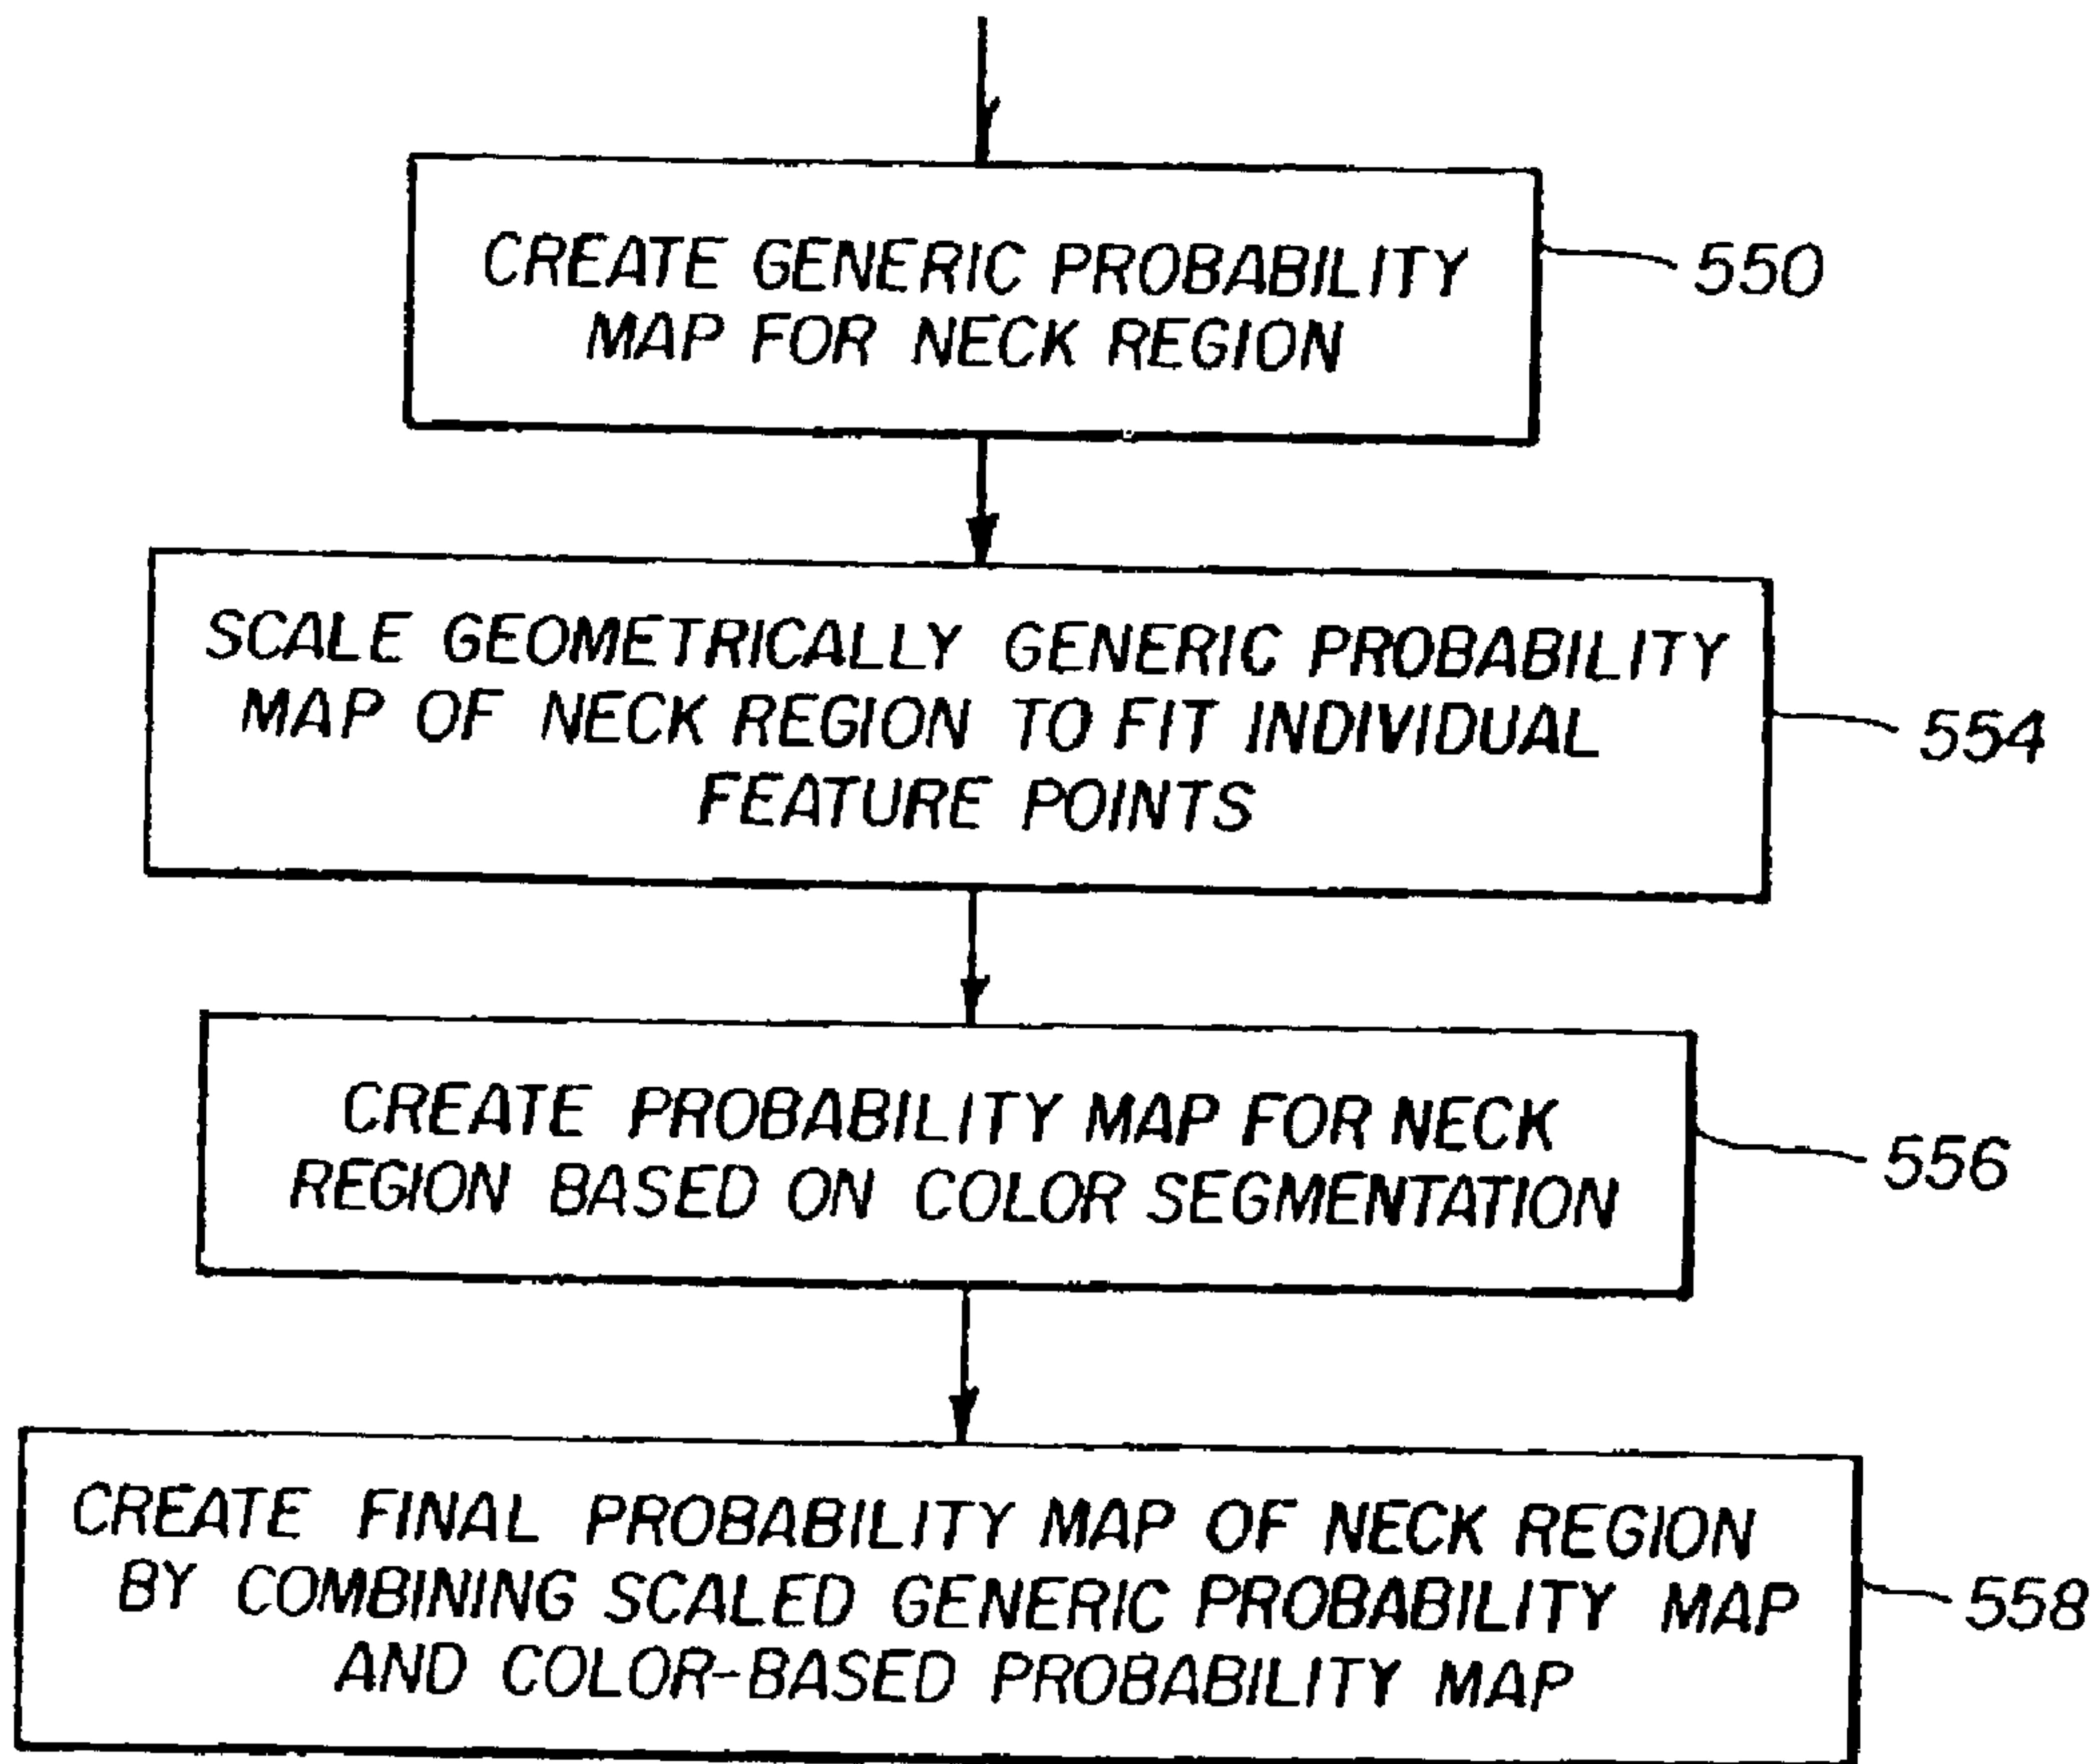 CREATE GENERIC PROBABILITY
MAP FOR NECK REGION
550
SCALE GEOMETRICALLY GENERIC PROBABILITY
MAP OF NECK REGION TO FIT INDIVIDUAL
FEATURE POINTS
554
CREATE PROBABILITY MAP FOR NECK
REGION BASED ON COLOR SEGMENTATION
556
CREATE FINAL PROBABILITY MAP OF NECK REGION
BY COMBINING SCALED GENERIC PROBABILITY MAP
AND COLOR-BASED PROBABILITY MAP
558